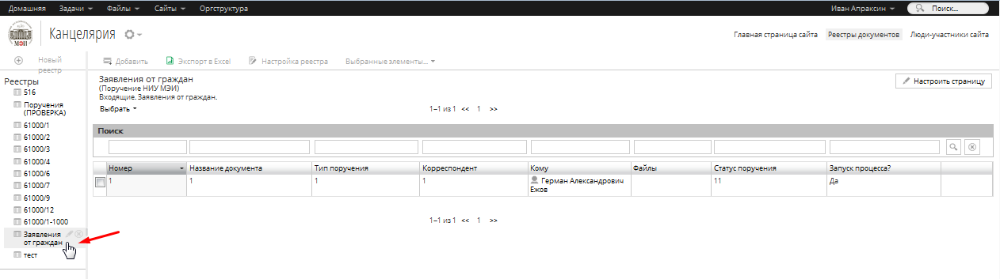 Домашняя Задачи Файлы Сайты Оргструктура Иван Апраксин Поиск...
МЭИ
Канцелярия
Главная страница сайта Реестры документов Люди-участники сайта
Новый реестр
Добавить Экспорт в Excel Настройка реестра Выбранные элементы...
Реестры
516
Поручения
(ПРОВЕРКА)
61000/1
61000/2
61000/3
61000/4
61000/6
61000/7
61000/9
61000/12
61000/1-1000
Заявления
от граждан
тест
Заявления от граждан
(Поручение НИУ МЭИ)
Входящие. Заявления от граждан.
Настроить страницу
Выбрать 1–1 из 1 << 1 >>
Поиск
Номер Название документа Тип поручения Корреспондент Кому Файлы Статус поручения Запуск процесса?
1 1 1 1 Герман Александрович 11 Да
Ежов
1–1 из 1 << 1 >>